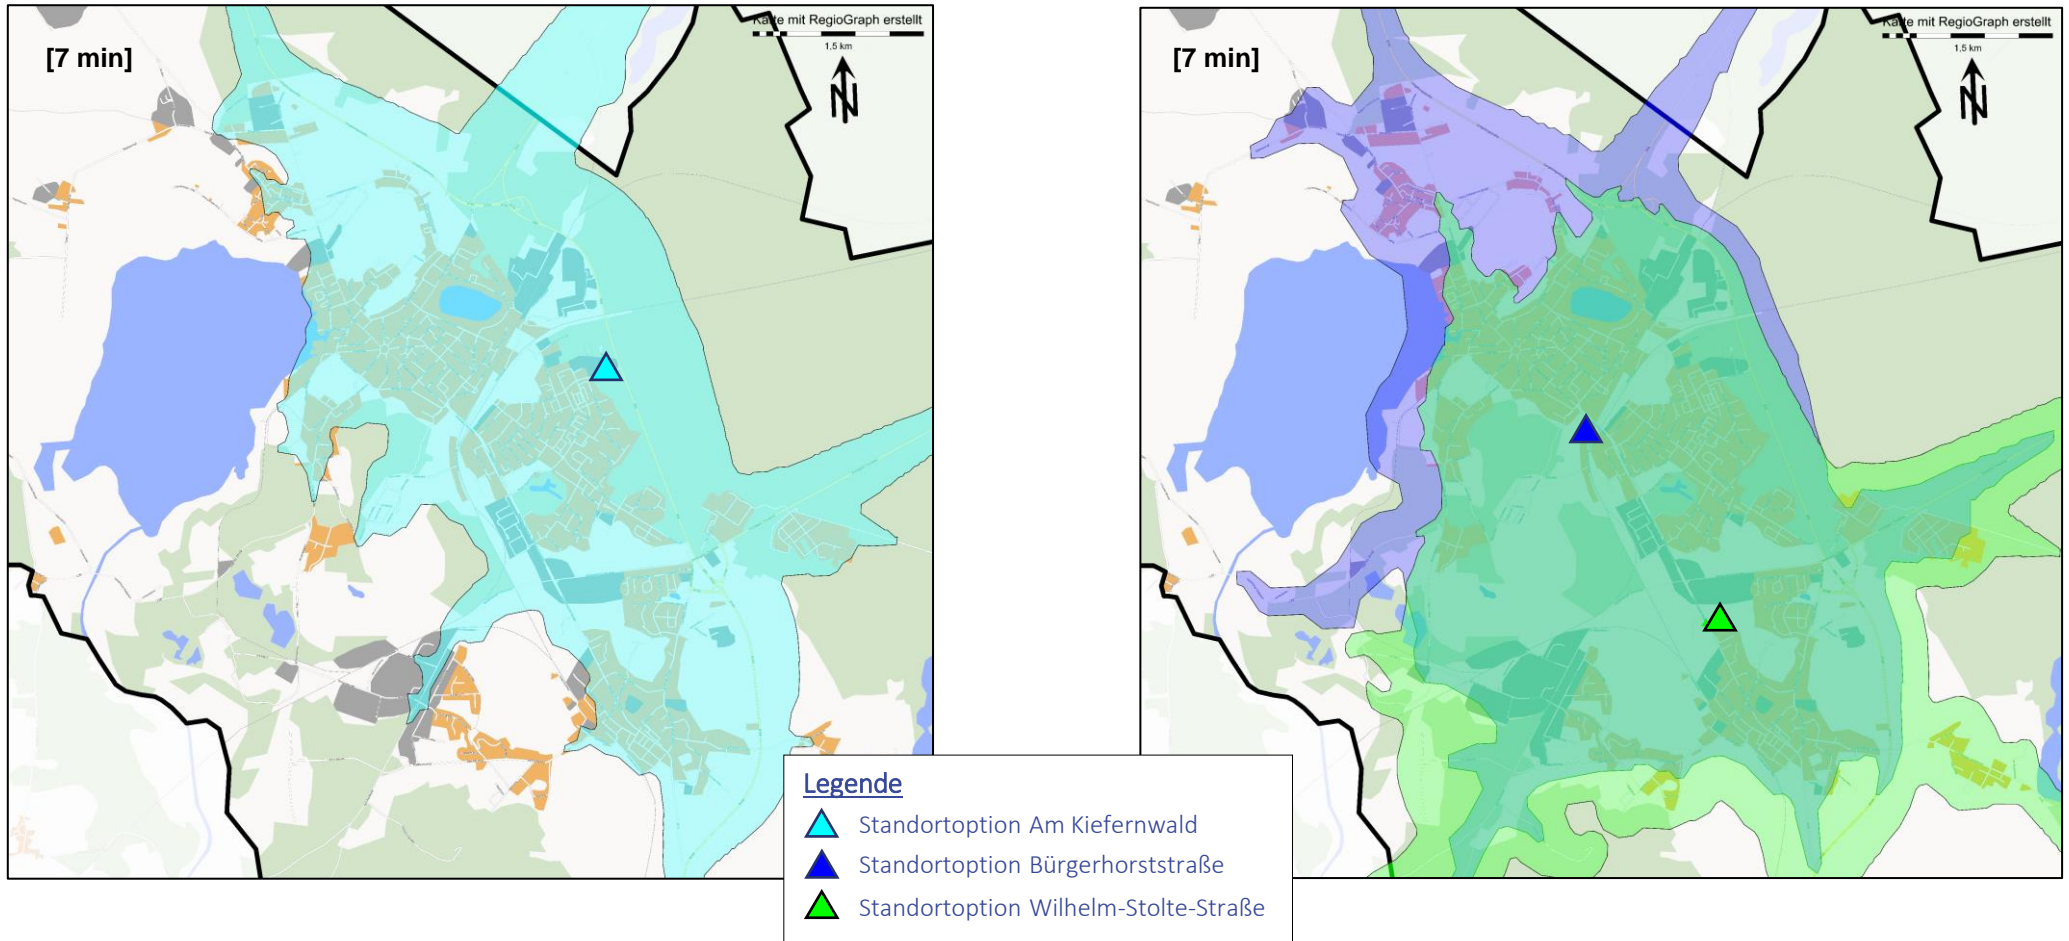 Karte mit RegioGraph erstellt
1,5 km
[7 min]
N
Karte mit RegioGraph erstellt
1,5 km
[7 min]
N
Legende
Standortoption Am Kiefernwald
Standortoption Bürgerhorststraße
Standortoption Wilhelm-Stolte-Straße